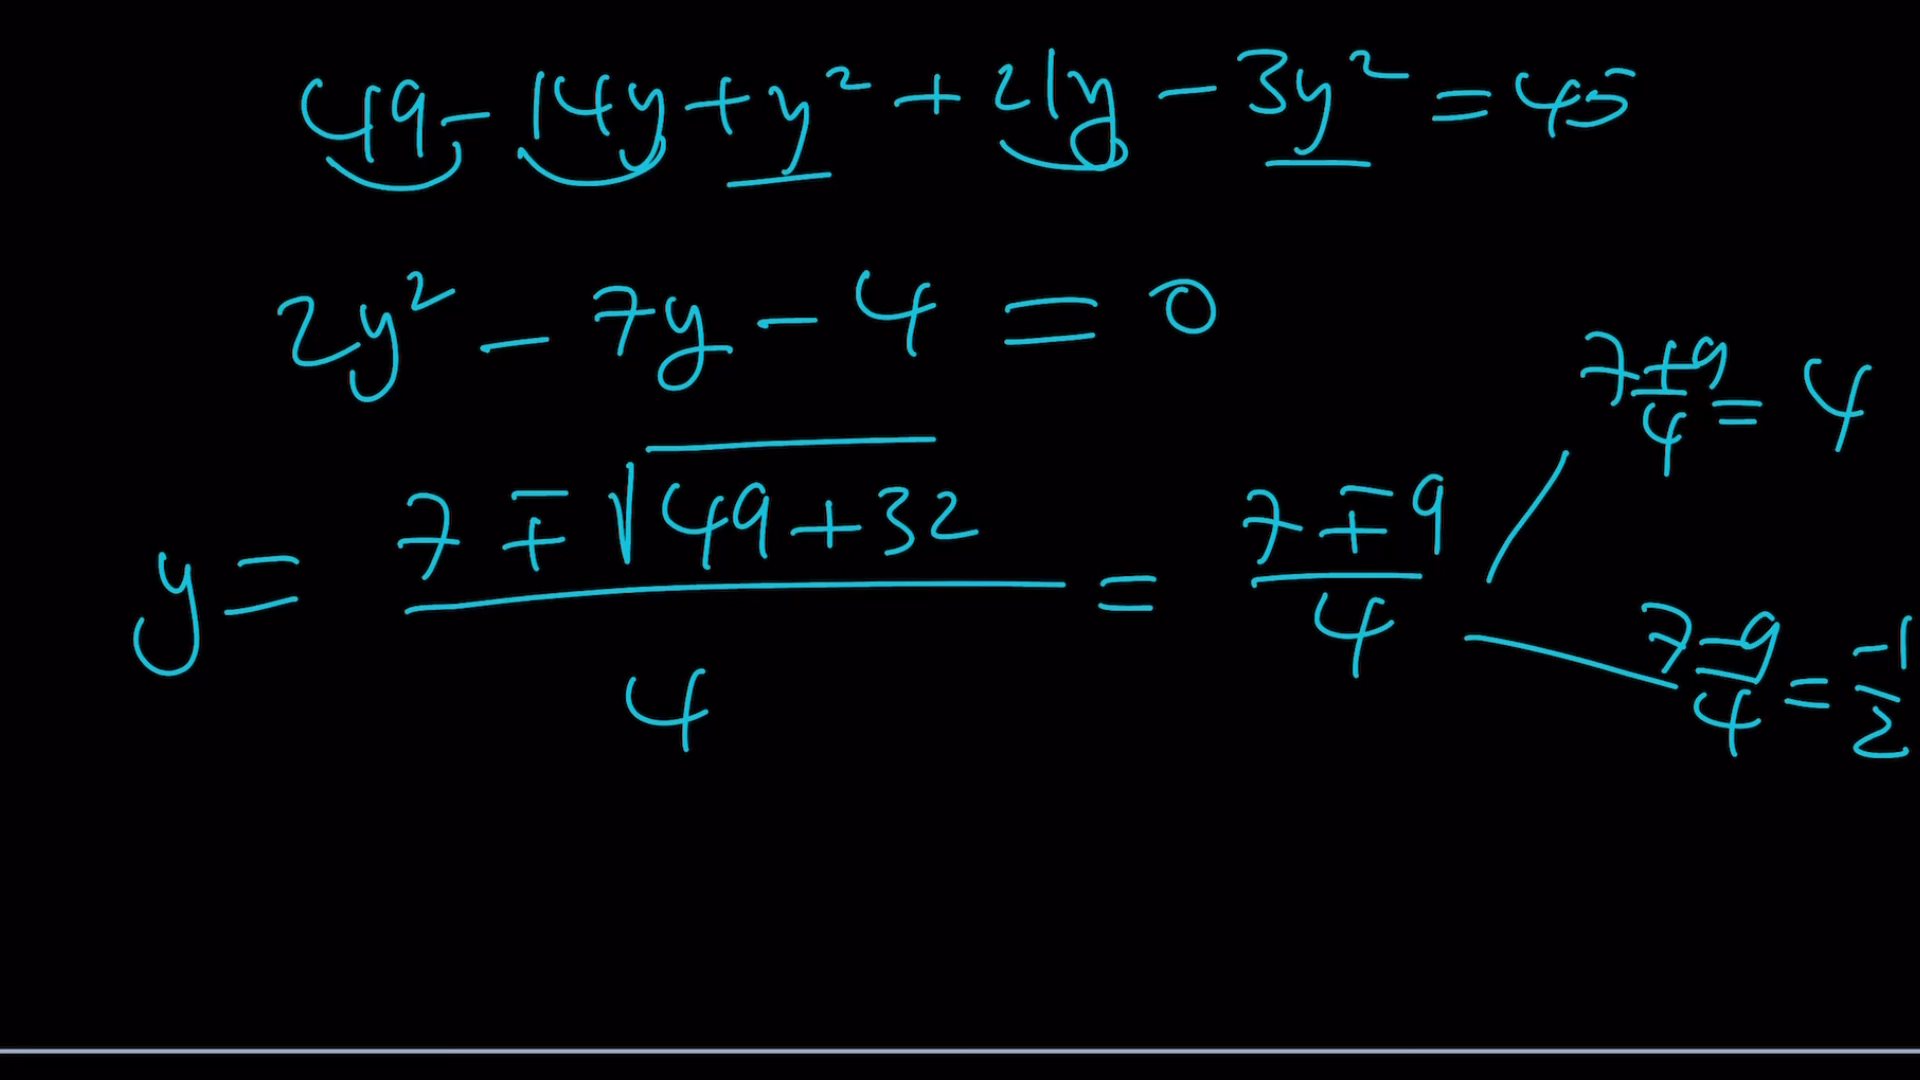 49 - 14y + y² + 21y - 3y² = 45
2y² - 7y - 4 = 0
y = (7 ∓ √(49+32))/4 = (7 ∓ 9)/4
(7+9)/4 = 4
(7-9)/4 = -1/2